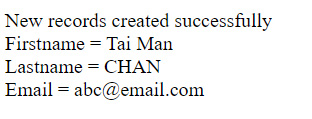 New records created successfully
Firstname = Tai Man
Lastname = CHAN
Email = abc@email.com